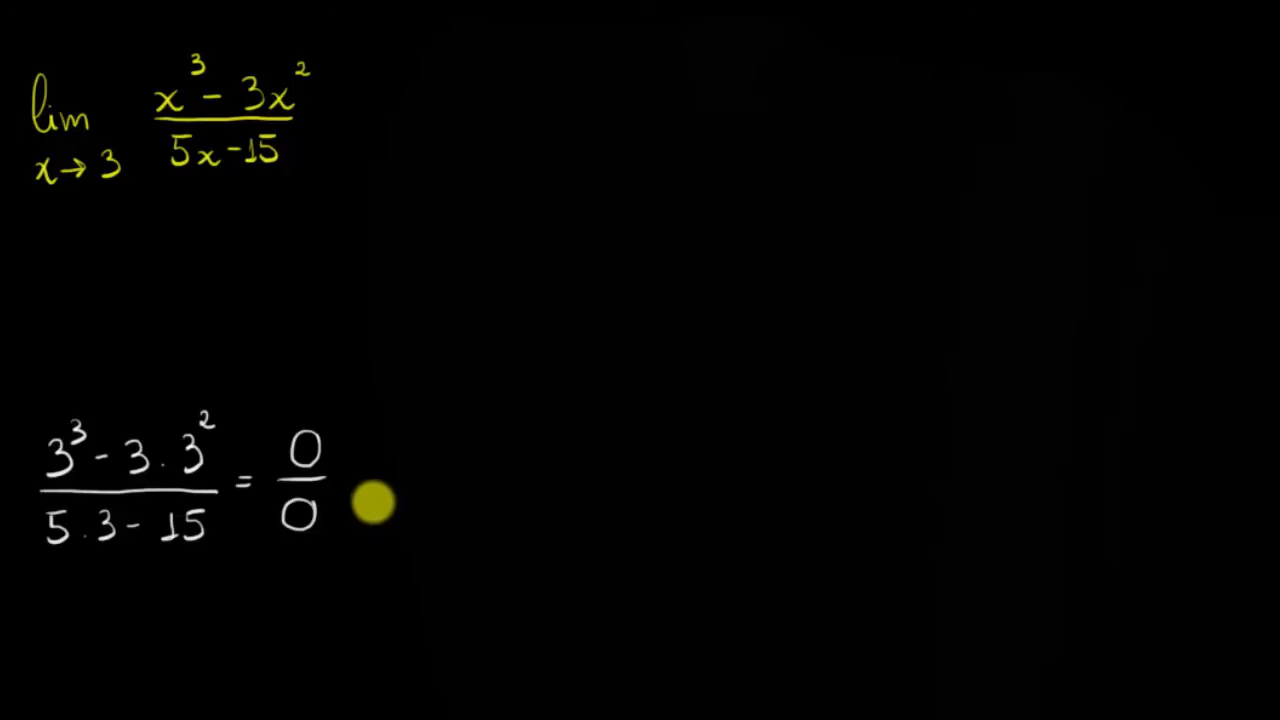 lim x→3 (x³ - 3x²)/(5x - 15)
(3³ - 3 . 3²)/(5 . 3 - 15) = 0/0